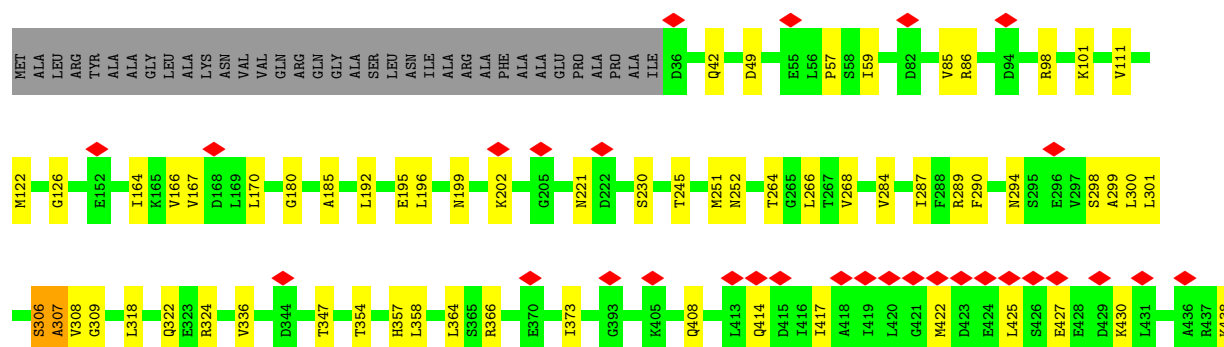 MET ALA LEU ARG TYR ALA ALA GLY LEU ALA LYS ASN VAL VAL GLN ARG GLN GLY ALA SER LEU ASN ILE ALA ARG ALA PHE ALA ALA GLU PRO ALA PRO ALA ILE D36 Q42 D49 E55 L56 P57 S58 I59 D82 V85 R86 D94 R98 K101 V111
M122 G126 E152 I164 K165 V166 V167 D168 L169 L170 G180 A185 L192 E195 L196 N199 K202 G205 N221 D222 S230 T245 M251 N252 T264 G265 L266 T267 V268 V284 I287 F288 R289 F290 N294 S295 E296 V297 S298 A299 L300 L301
S306 A307 V308 G309 L318 Q322 E323 R324 V336 D344 T347 T354 H357 L358 L364 S365 R366 E370 I373 G393 K405 Q408 L413 Q414 D415 I416 I417 A418 I419 L420 G421 M422 D423 E424 L425 S426 E427 E428 D429 K430 L431 A436 R437